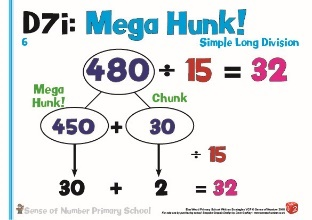 D7i: Mega Hunk!
6
Simple Long Division
480 ÷ 15 = 32
Mega
Hunk!
Chunk
450 + 30
÷ 15
30 + 2 = 32
Sense of Number Primary School